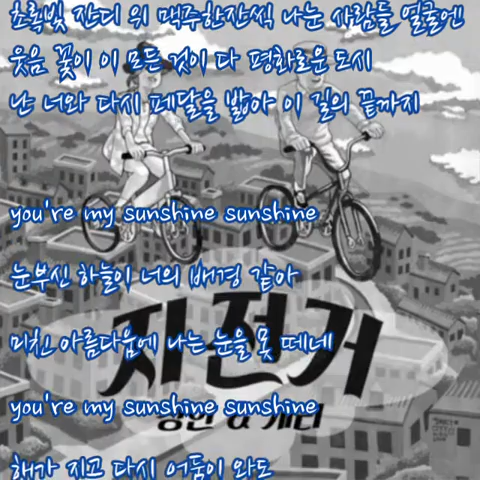 초록빛 잔디 위 맥주한잔씩 나눈 사람들 얼굴엔
웃음 꽃이 이 모든 것이 다 평화로운 도시
난 너와 다시 페달을 밟아 이 길의 끝까지
you're my sunshine sunshine
눈부신 하늘이 너의 배경 같아
자전거
미친 아름다움에 나는 눈을 못 떼네
you're my sunshine sunshine
해가 지고 다시 어둠이 와도